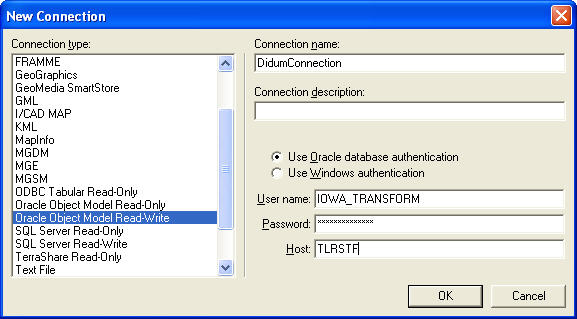 New Connection
Connection type:
FRAMME
GeoGraphics
GeoMedia SmartStore
GML
I/CAD MAP
KML
MapInfo
MGDM
MGE
MGSM
ODBC Tabular Read-Only
Oracle Object Model Read-Only
Oracle Object Model Read-Write
SQL Server Read-Only
SQL Server Read-Write
TerraShare Read-Only
Text File
Connection name:
DidumConnection
Connection description:
Use Oracle database authentication
Use Windows authentication
User name: IOWA_TRANSFORM
Password: **************
Host: TLRSTF
OK Cancel